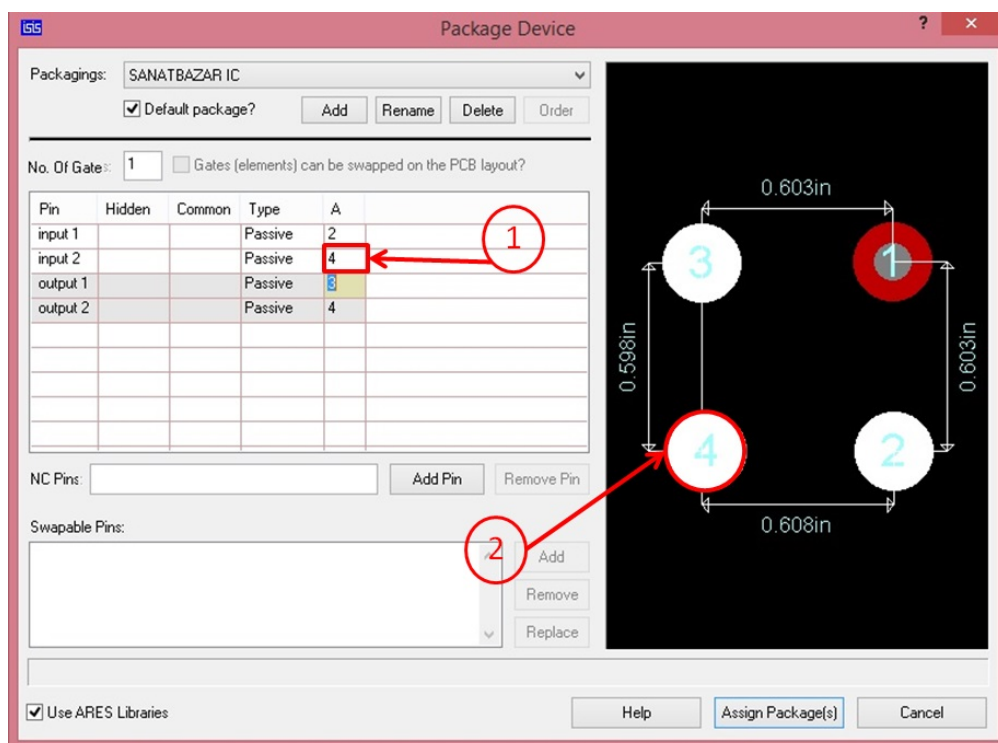 isis Package Device ? ×
Packagings: SANATBAZAR IC
Default package? Add Rename Delete Order
No. Of Gates: 1 Gates (elements) can be swapped on the PCB layout?
Pin Hidden Common Type A
input 1 Passive 2
input 2 Passive 4
output 1 Passive 3
output 2 Passive 4
1
NC Pins: Add Pin Remove Pin
Swapable Pins:
2
Add
Remove
Replace
Use ARES Libraries
Help Assign Package(s) Cancel
0.603in
3 1
0.598in 0.603in
4 2
0.608in